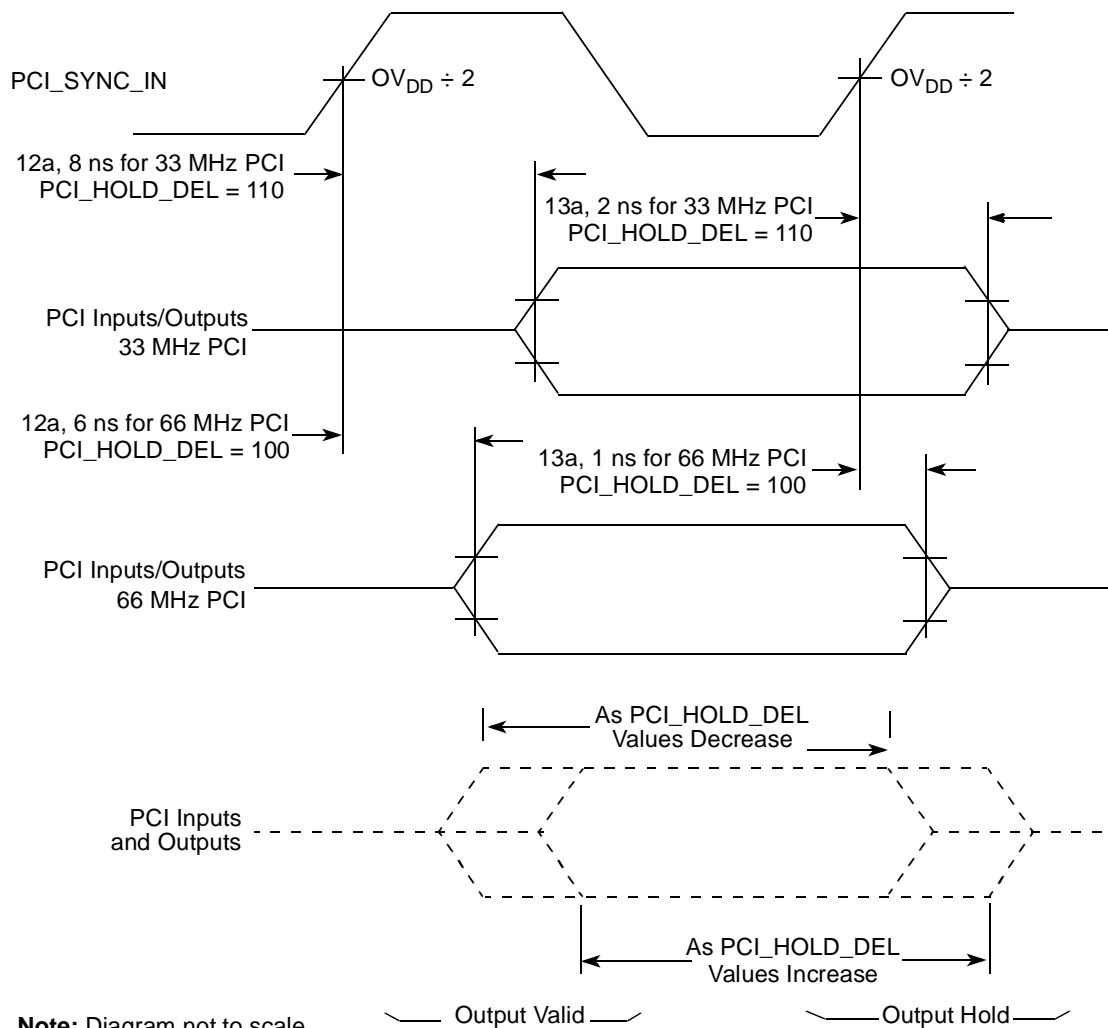 PCI_SYNC_IN
OVDD ÷ 2
OVDD ÷ 2
12a, 8 ns for 33 MHz PCI
PCI_HOLD_DEL = 110
13a, 2 ns for 33 MHz PCI
PCI_HOLD_DEL = 110
PCI Inputs/Outputs
33 MHz PCI
12a, 6 ns for 66 MHz PCI
PCI_HOLD_DEL = 100
13a, 1 ns for 66 MHz PCI
PCI_HOLD_DEL = 100
PCI Inputs/Outputs
66 MHz PCI
As PCI_HOLD_DEL
Values Decrease
PCI Inputs
and Outputs
As PCI_HOLD_DEL
Values Increase
Note: Diagram not to scale.
Output Valid
Output Hold